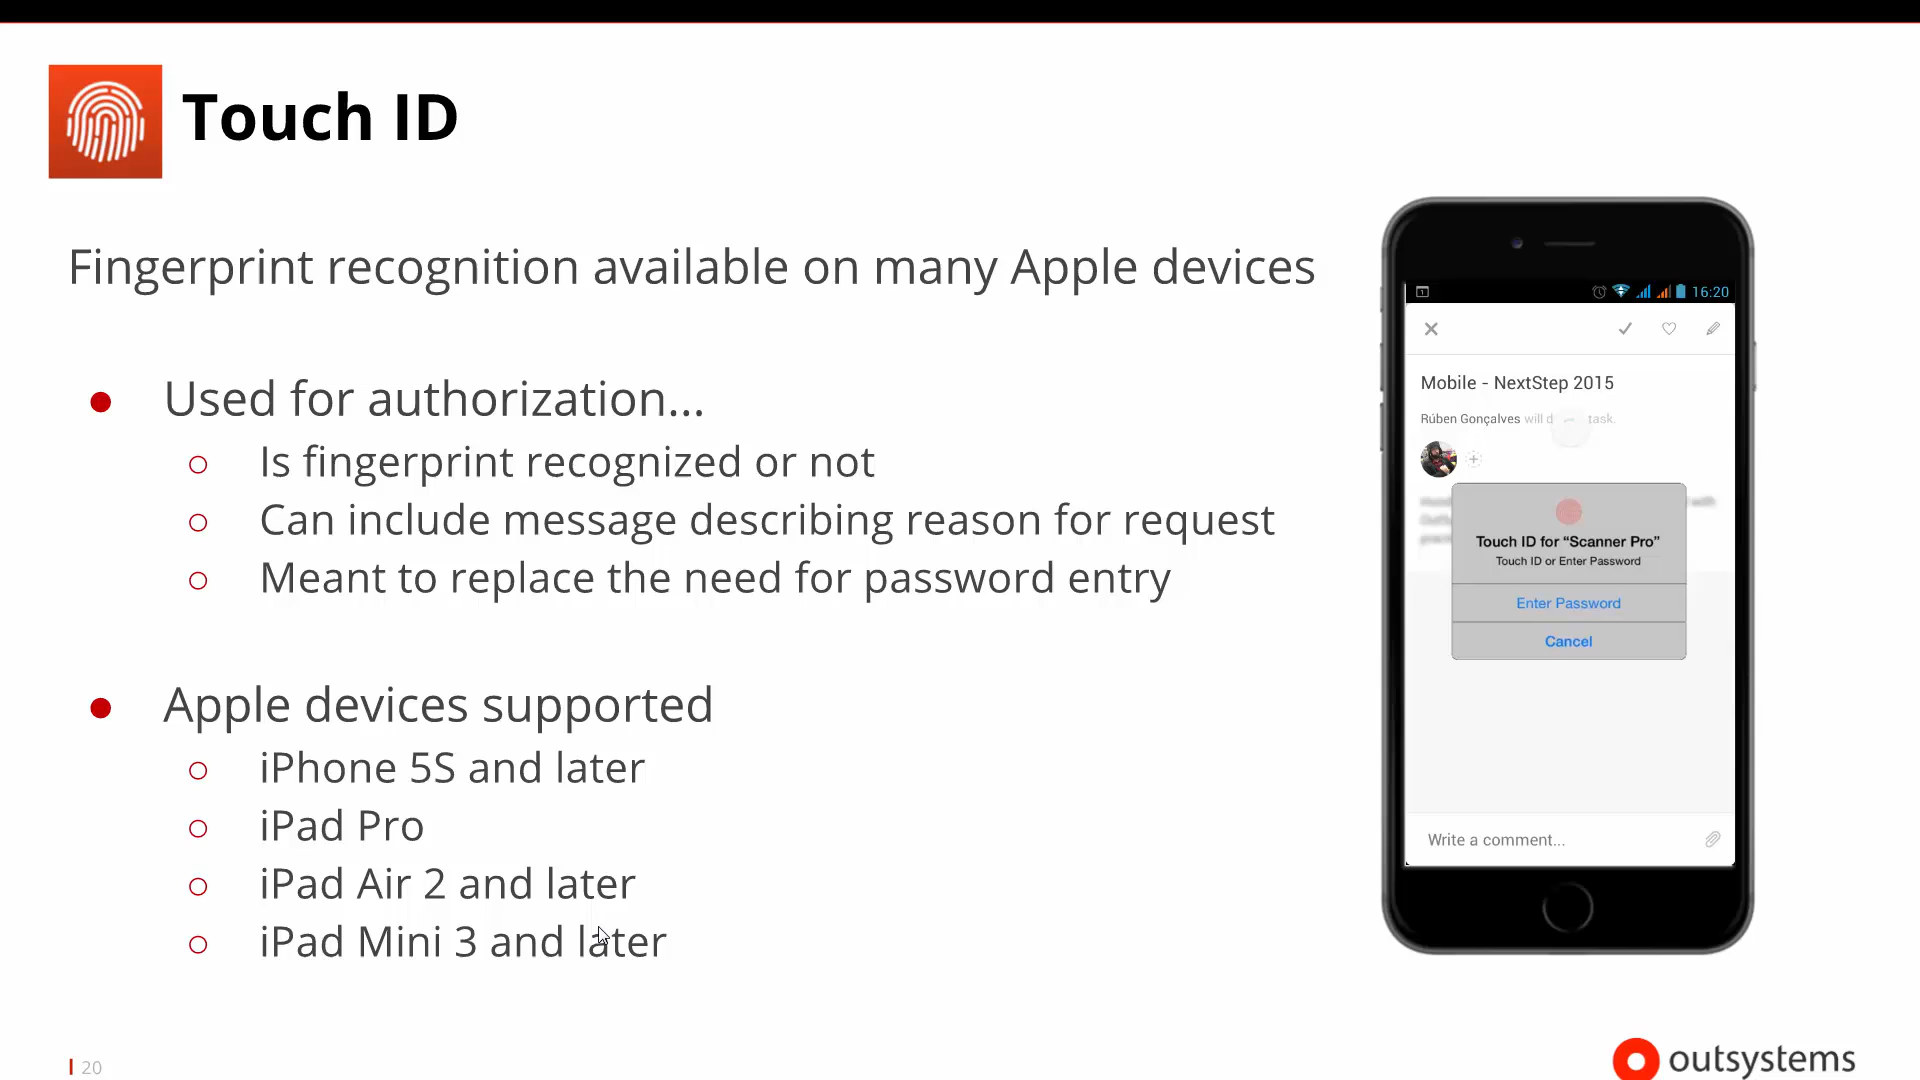 Touch ID
Fingerprint recognition available on many Apple devices
● Used for authorization...
○ Is fingerprint recognized or not
○ Can include message describing reason for request
○ Meant to replace the need for password entry
● Apple devices supported
○ iPhone 5S and later
○ iPad Pro
○ iPad Air 2 and later
○ iPad Mini 3 and later
16:20
Mobile - NextStep 2015
Rúben Gonçalves will d task.
Touch ID for “Scanner Pro”
Touch ID or Enter Password
Enter Password
Cancel
Write a comment...
20
outsystems